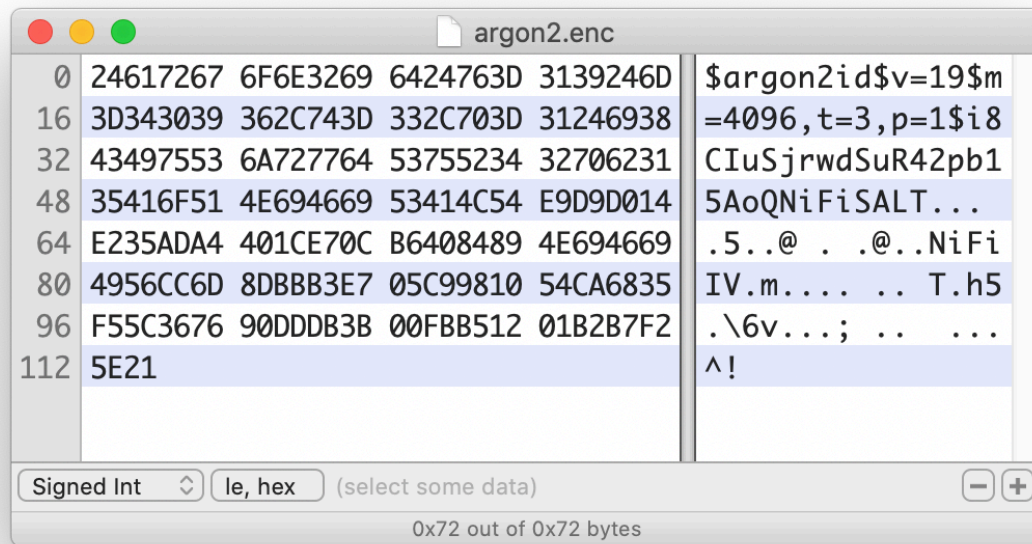 argon2.enc
0 24617267 6F6E3269 6424763D 3139246D $argon2id$v=19$m
16 3D343039 362C743D 332C703D 31246938 =4096,t=3,p=1$i8
32 43497553 6A727764 53755234 32706231 CIuSjrwdSuR42pb1
48 35416F51 4E694669 53414C54 E9D9D014 5AoQNiFiSALT...
64 E235ADA4 401CE70C B6408489 4E694669 .5..@ . .@..NiFi
80 4956CC6D 8DBBB3E7 05C99810 54CA6835 IV.m.... .. T.h5
96 F55C3676 90DDDB3B 00FBB512 01B2B7F2 .\6v...; .. ...
112 5E21 ^!
Signed Int le, hex (select some data) − +
0x72 out of 0x72 bytes